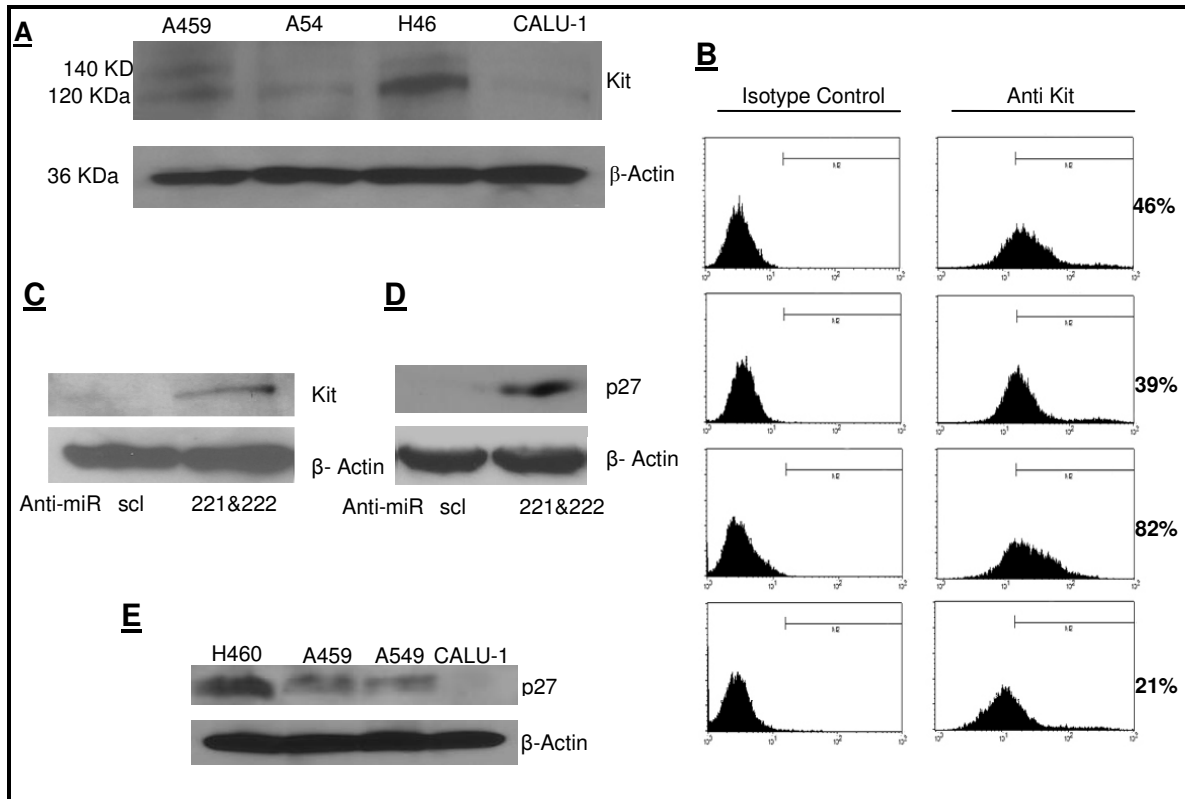 A
A459 A54 H46 CALU-1
140 KD
120 KDa
Kit
36 KDa
β-Actin
B
Isotype Control Anti Kit
46%
39%
82%
21%
C
Kit
β- Actin
Anti-miR scl 221&222
D
p27
β- Actin
Anti-miR scl 221&222
E
H460 A459 A549 CALU-1
p27
β-Actin